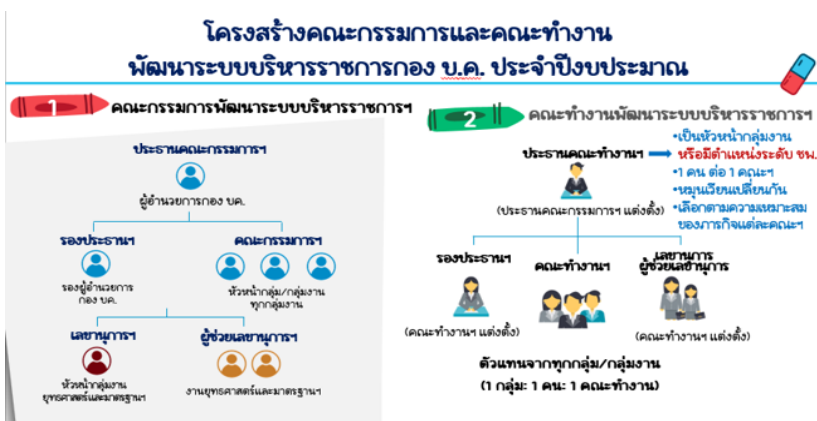 โครงสร้างคณะกรรมการและคณะทำงาน
พัฒนาระบบบริหารราชการกอง บ.ค. ประจำปีงบประมาณ
1
คณะกรรมการพัฒนาระบบบริหารราชการฯ
ประธานคณะกรรมการฯ
ผู้อำนวยการกอง บค.
รองประธานฯ
คณะกรรมการฯ
รองผู้อำนวยการ
กอง บค.
หัวหน้ากลุ่ม/กลุ่มงาน
ทุกกลุ่มงาน
เลขานุการฯ
ผู้ช่วยเลขานุการฯ
หัวหน้ากลุ่มงาน
ยุทธศาสตร์และมาตรฐานฯ
งานยุทธศาสตร์และมาตรฐานฯ
2
คณะทำงานพัฒนาระบบบริหารราชการฯ
ประธานคณะทำงานฯ
•เป็นหัวหน้ากลุ่มงาน
หรือมีตำแหน่งระดับ ชพ.
•1 คน ต่อ 1 คณะฯ
•หมุนเวียนเปลี่ยนกัน
•เลือกตามความเหมาะสม
ของภารกิจแต่ละคณะฯ
(ประธานคณะกรรมการฯ แต่งตั้ง)
รองประธานฯ
คณะทำงานฯ
เลขานุการ
ผู้ช่วยเลขานุการ
(คณะทำงานฯ แต่งตั้ง)
(คณะทำงานฯ แต่งตั้ง)
ตัวแทนจากทุกกลุ่ม/กลุ่มงาน
(1 กลุ่ม: 1 คน: 1 คณะทำงาน)